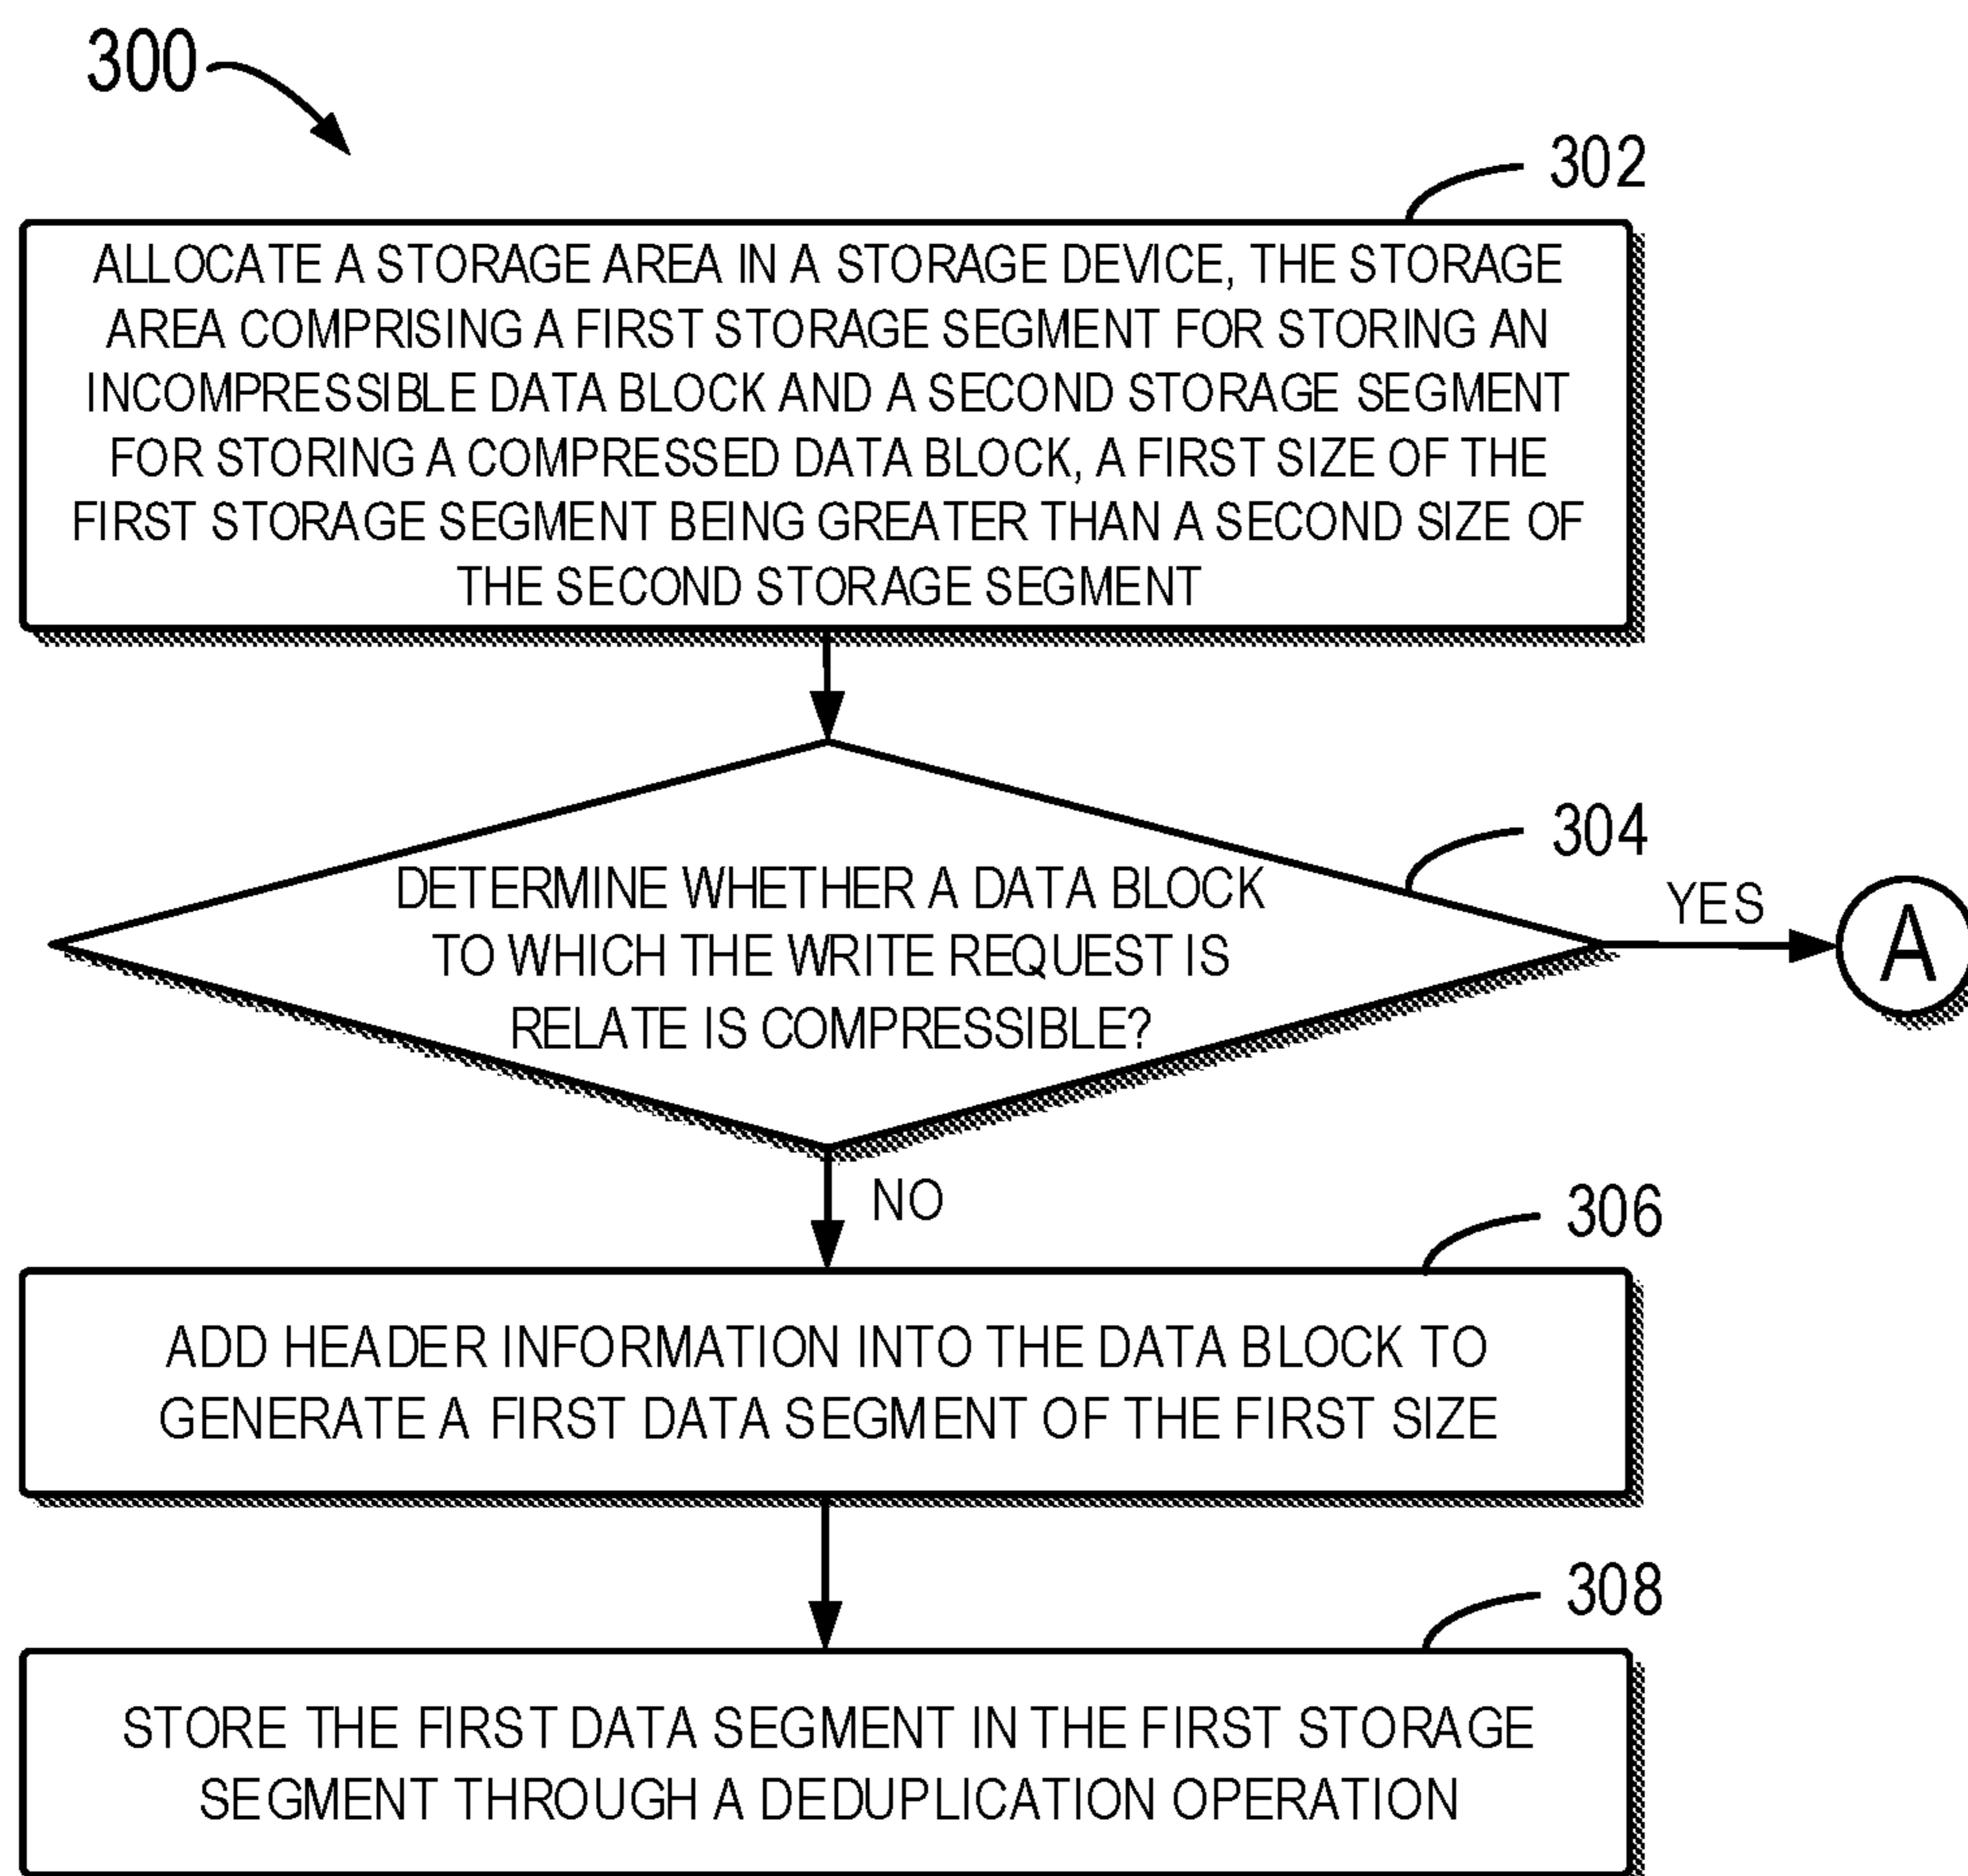 300
302
ALLOCATE A STORAGE AREA IN A STORAGE DEVICE, THE STORAGE
AREA COMPRISING A FIRST STORAGE SEGMENT FOR STORING AN
INCOMPRESSIBLE DATA BLOCK AND A SECOND STORAGE SEGMENT
FOR STORING A COMPRESSED DATA BLOCK, A FIRST SIZE OF THE
FIRST STORAGE SEGMENT BEING GREATER THAN A SECOND SIZE OF
THE SECOND STORAGE SEGMENT
304
DETERMINE WHETHER A DATA BLOCK
TO WHICH THE WRITE REQUEST IS
RELATE IS COMPRESSIBLE?
YES
A
NO
306
ADD HEADER INFORMATION INTO THE DATA BLOCK TO
GENERATE A FIRST DATA SEGMENT OF THE FIRST SIZE
308
STORE THE FIRST DATA SEGMENT IN THE FIRST STORAGE
SEGMENT THROUGH A DEDUPLICATION OPERATION